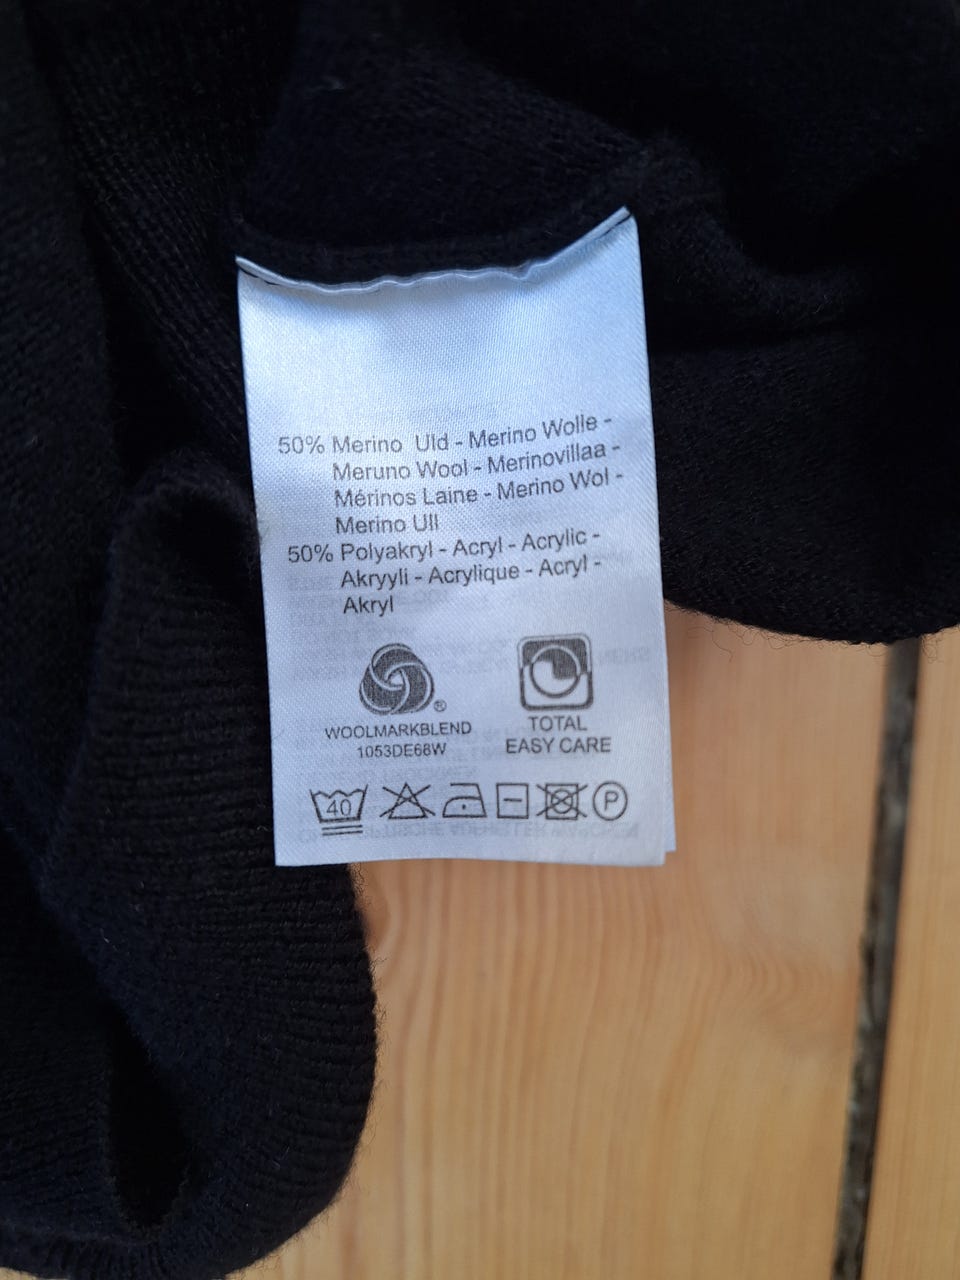 50% Merino Uld - Merino Wolle -
Meruno Wool - Merinovillaa -
Mérinos Laine - Merino Wol -
Merino Ull
50% Polyakryl - Acryl - Acrylic -
Akryyli - Acrylique - Acryl -
Akryl
®
WOOLMARKBLEND
1053DE68W
TOTAL
EASY CARE
40
P